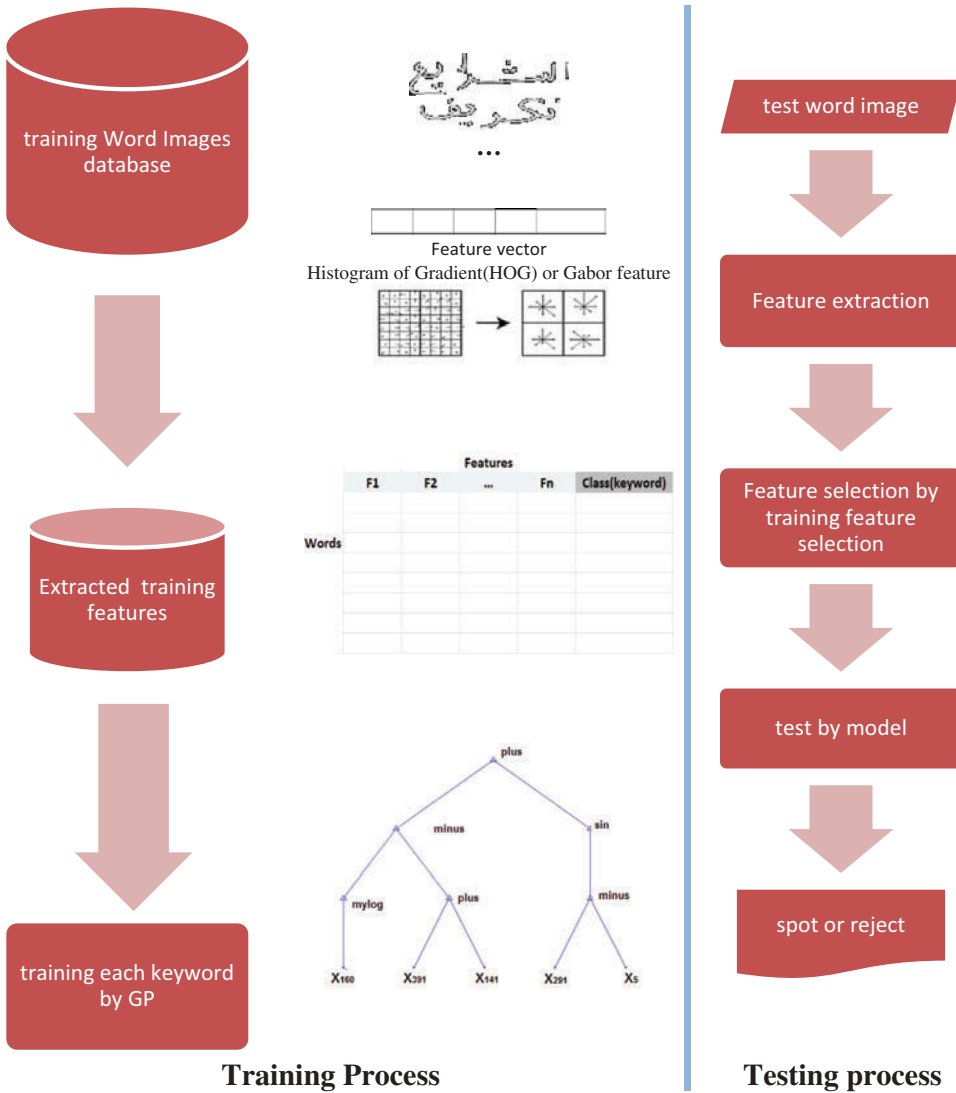 training Word Images
database
الشرايع
...
Feature vector
Histogram of Gradient(HOG) or Gabor feature
Extracted training
features
Features
F1 F2 ... Fn Class(keyword)
Words
training each keyword
by GP
plus
minus
sin
mylog
plus
minus
X160 X391 X141 X291 X5
Training Process
test word image
Feature extraction
Feature selection by
training feature
selection
test by model
spot or reject
Testing process